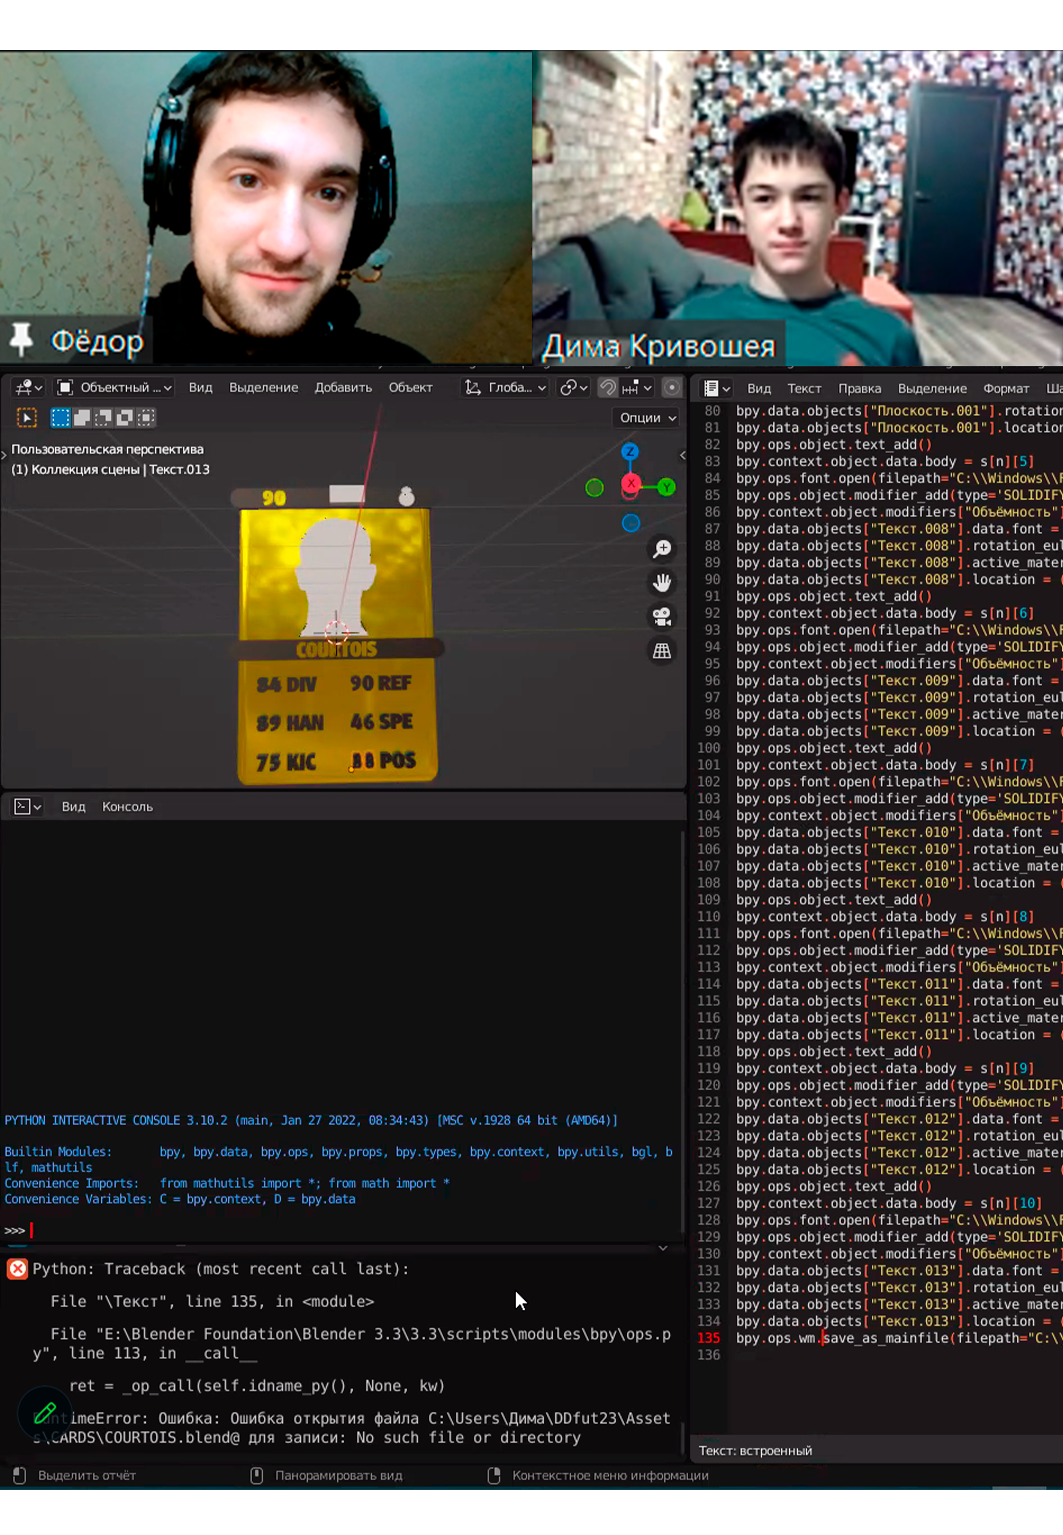 Фёдор
Дима Кривошея
Объектный ...
Вид
Выделение
Добавить
Объект
Глоба...
Опции
Пользовательская перспектива
(1) Коллекция сцены | Текст.013
Z
X
Y
90
COURTOIS
84 DIV 90 REF
89 HAN 46 SPE
75 KIC 88 POS
Вид Консоль
PYTHON INTERACTIVE CONSOLE 3.10.2 (main, Jan 27 2022, 08:34:43) [MSC v.1928 64 bit (AMD64)]
Builtin Modules: bpy, bpy.data, bpy.ops, bpy.props, bpy.types, bpy.context, bpy.utils, bgl, b
lf, mathutils
Convenience Imports: from mathutils import *; from math import *
Convenience Variables: C = bpy.context, D = bpy.data
>>>
Python: Traceback (most recent call last):
File "\Текст", line 135, in <module>
File "E:\Blender Foundation\Blender 3.3\3.3\scripts\modules\bpy\ops.p
y", line 113, in __call__
ret = _op_call(self.idname_py(), None, kw)
ntimeError: Ошибка: Ошибка открытия файла C:\Users\Дима\DDfut23\Asset
s\CARDS\COURTOIS.blend@ для записи: No such file or directory
Выделить отчёт
Панорамировать вид
Контекстное меню информации
Вид Текст Правка Выделение Формат Ша
80 bpy.data.objects["Плоскость.001"].rotation
81 bpy.data.objects["Плоскость.001"].location
82 bpy.ops.object.text_add()
83 bpy.context.object.data.body = s[n][5]
84 bpy.ops.font.open(filepath="C:\\Windows\\F
85 bpy.ops.object.modifier_add(type='SOLIDIFY
86 bpy.context.object.modifiers["Объёмность"]
87 bpy.data.objects["Текст.008"].data.font =
88 bpy.data.objects["Текст.008"].rotation_eul
89 bpy.data.objects["Текст.008"].active_mater
90 bpy.data.objects["Текст.008"].location = (
91 bpy.ops.object.text_add()
92 bpy.context.object.data.body = s[n][6]
93 bpy.ops.font.open(filepath="C:\\Windows\\F
94 bpy.ops.object.modifier_add(type='SOLIDIFY
95 bpy.context.object.modifiers["Объёмность"]
96 bpy.data.objects["Текст.009"].data.font =
97 bpy.data.objects["Текст.009"].rotation_eul
98 bpy.data.objects["Текст.009"].active_mater
99 bpy.data.objects["Текст.009"].location = (
100 bpy.ops.object.text_add()
101 bpy.context.object.data.body = s[n][7]
102 bpy.ops.font.open(filepath="C:\\Windows\\F
103 bpy.ops.object.modifier_add(type='SOLIDIFY
104 bpy.context.object.modifiers["Объёмность"]
105 bpy.data.objects["Текст.010"].data.font =
106 bpy.data.objects["Текст.010"].rotation_eul
107 bpy.data.objects["Текст.010"].active_mater
108 bpy.data.objects["Текст.010"].location = (
109 bpy.ops.object.text_add()
110 bpy.context.object.data.body = s[n][8]
111 bpy.ops.font.open(filepath="C:\\Windows\\F
112 bpy.ops.object.modifier_add(type='SOLIDIFY
113 bpy.context.object.modifiers["Объёмность"]
114 bpy.data.objects["Текст.011"].data.font =
115 bpy.data.objects["Текст.011"].rotation_eul
116 bpy.data.objects["Текст.011"].active_mater
117 bpy.data.objects["Текст.011"].location = (
118 bpy.ops.object.text_add()
119 bpy.context.object.data.body = s[n][9]
120 bpy.ops.object.modifier_add(type='SOLIDIFY
121 bpy.context.object.modifiers["Объёмность"]
122 bpy.data.objects["Текст.012"].data.font =
123 bpy.data.objects["Текст.012"].rotation_eul
124 bpy.data.objects["Текст.012"].active_mater
125 bpy.data.objects["Текст.012"].location = (
126 bpy.ops.object.text_add()
127 bpy.context.object.data.body = s[n][10]
128 bpy.ops.font.open(filepath="C:\\Windows\\F
129 bpy.ops.object.modifier_add(type='SOLIDIFY
130 bpy.context.object.modifiers["Объёмность"]
131 bpy.data.objects["Текст.013"].data.font =
132 bpy.data.objects["Текст.013"].rotation_eul
133 bpy.data.objects["Текст.013"].active_mater
134 bpy.data.objects["Текст.013"].location = (
135 bpy.ops.wm.save_as_mainfile(filepath="C:\\
136
Текст: встроенный